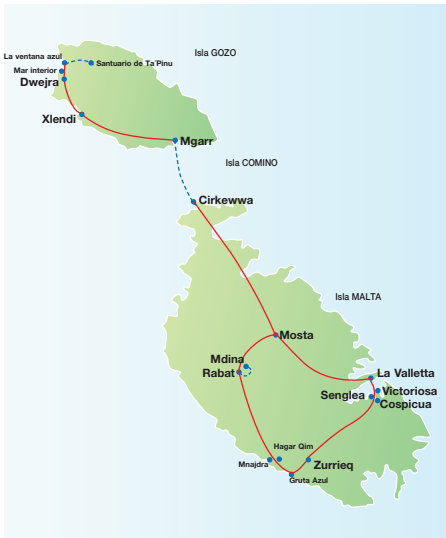 Isla GOZO
La ventana azul
Santuario de Ta'Pinu
Mar interior
Dwejra
Xlendi
Mgarr
Isla COMINO
Cirkewwa
Isla MALTA
Mosta
Mdina
Rabat
La Valletta
Victoriosa
Senglea
Cospicua
Hagar Qim
Mnajdra
Zurrieq
Gruta Azul